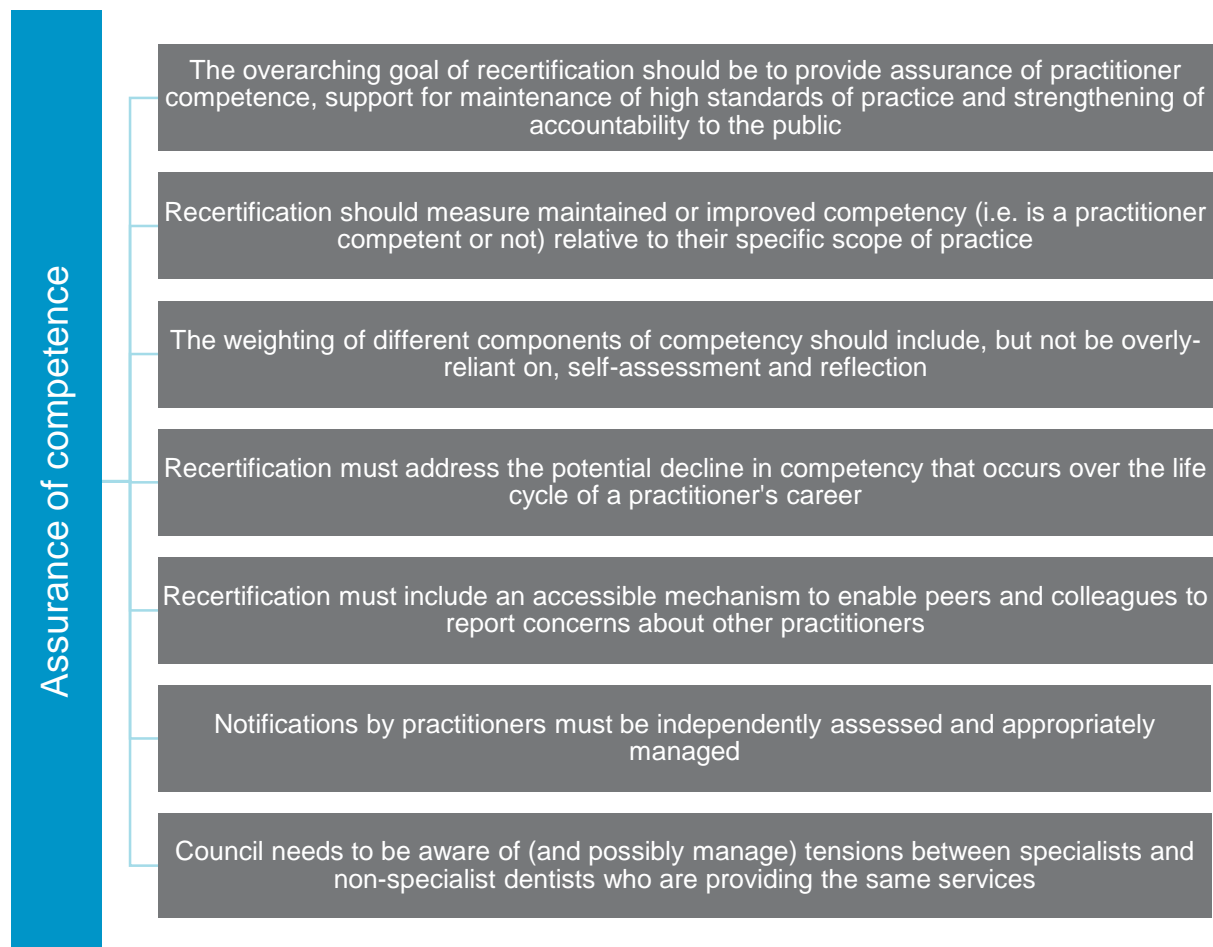 Assurance of competence
The overarching goal of recertification should be to provide assurance of practitioner
competence, support for maintenance of high standards of practice and strengthening of
accountability to the public
Recertification should measure maintained or improved competency (i.e. is a practitioner
competent or not) relative to their specific scope of practice
The weighting of different components of competency should include, but not be overly-
reliant on, self-assessment and reflection
Recertification must address the potential decline in competency that occurs over the life
cycle of a practitioner's career
Recertification must include an accessible mechanism to enable peers and colleagues to
report concerns about other practitioners
Notifications by practitioners must be independently assessed and appropriately
managed
Council needs to be aware of (and possibly manage) tensions between specialists and
non-specialist dentists who are providing the same services